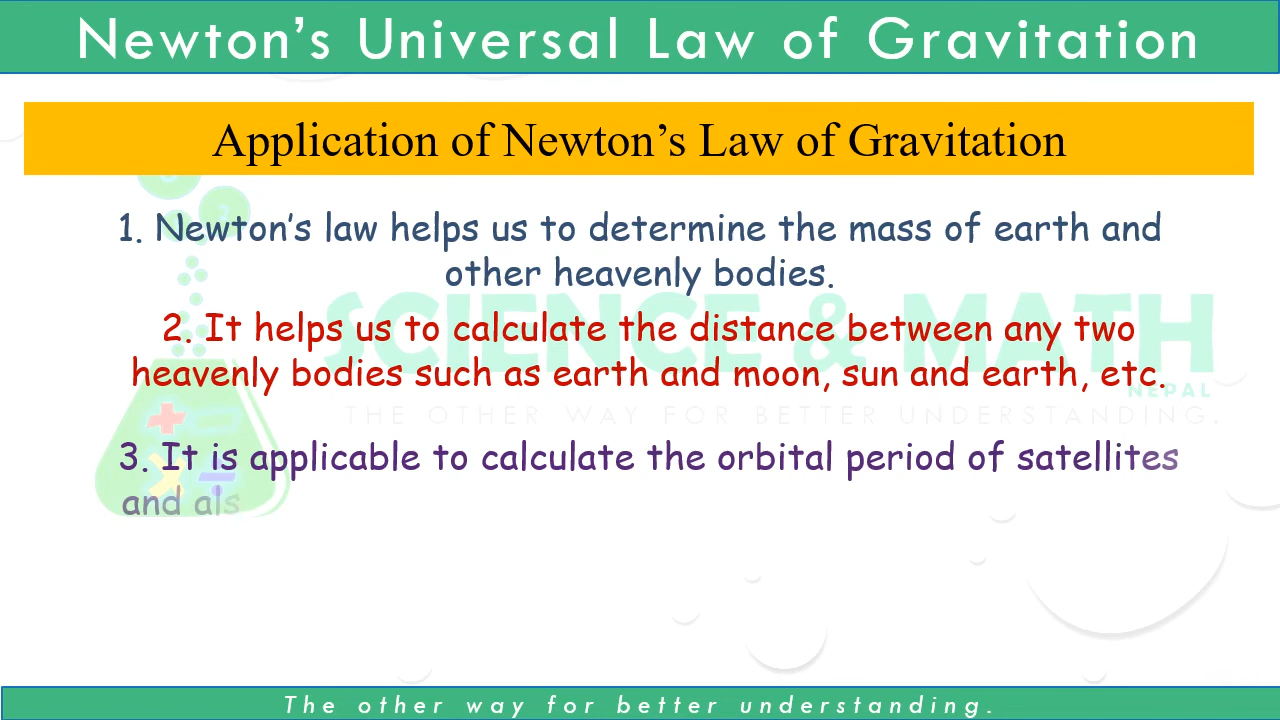 Newton’s Universal Law of Gravitation
Application of Newton’s Law of Gravitation
1. Newton’s law helps us to determine the mass of earth and
other heavenly bodies.
SCIENCE & MATH
2. It helps us to calculate the distance between any two
heavenly bodies such as earth and moon, sun and earth, etc.
NEPAL
THE OTHER WAY FOR BETTER UNDERSTANDING.
3. It is applicable to calculate the orbital period of satellites
and als
The other way for better understanding.